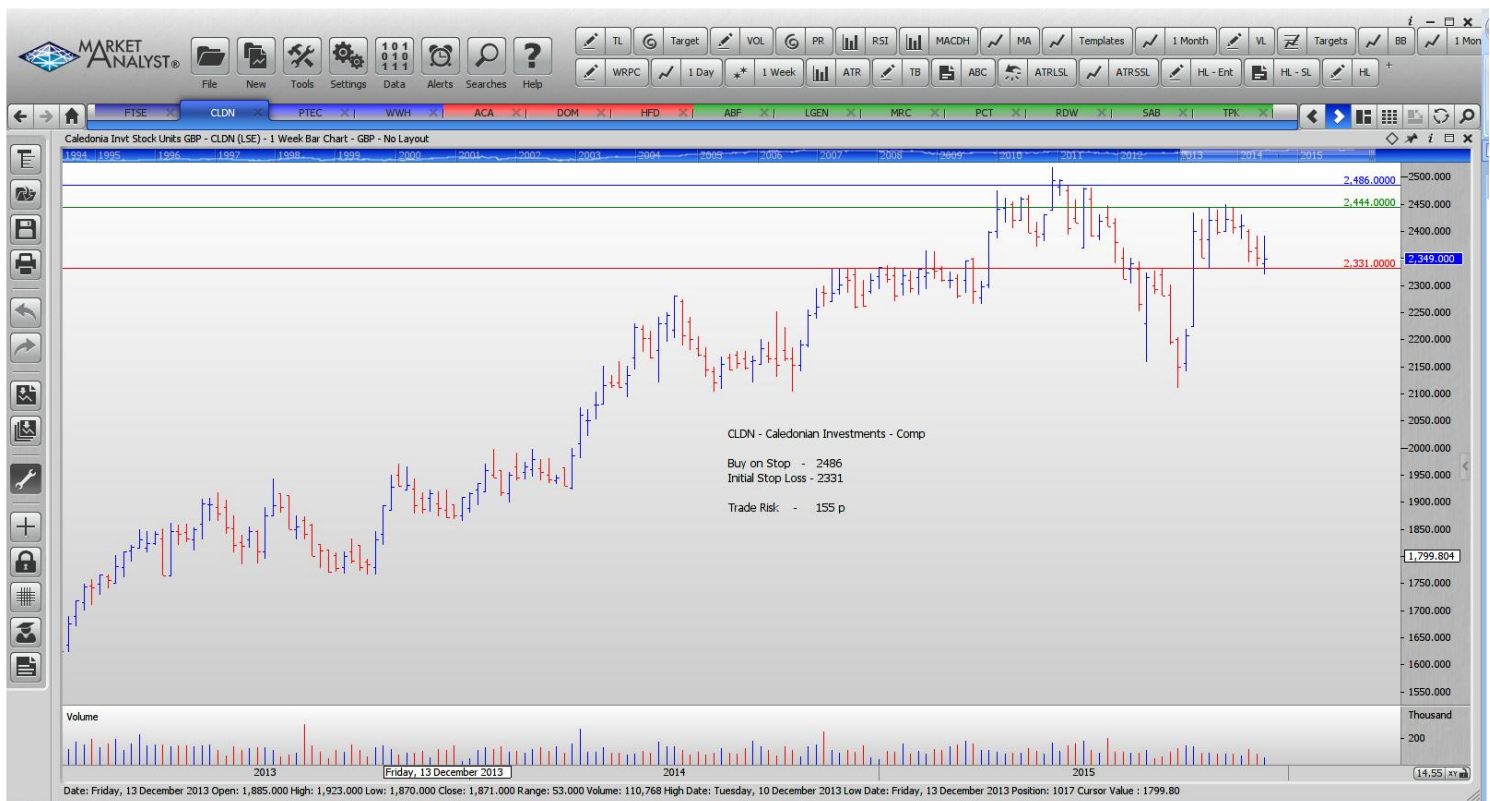 i
MARKET ANALYST®
File New Tools Settings Data Alerts Searches Help
TL Target VOL PR RSI MACDH MA Templates 1 Month VL Targets BB 1 Mon
WRPC 1 Day 1 Week ATR TB ABC ATRLSL ATRSSL HL - Ent HL - SL HL +
FTSE CLDN PTEC WWH ACA DOM HFD ABF LGEN MRC PCT RDW SAB TPK
Caledonia Invt Stock Units GBP - CLDN (LSE) - 1 Week Bar Chart - GBP - No Layout
1994 1995 1996 1997 1998 1999 2000 2001 2002 2003 2004 2005 2006 2007 2008 2009 2010 2011 2012 2013 2014 2015
2500.000
2,486.0000
2450.000
2,444.0000
2400.000
2,349.000
2,331.0000
2300.000
2250.000
2200.000
2150.000
2100.000
2050.000
CLDN - Caledonian Investments - Comp
2000.000
Buy on Stop - 2486
Initial Stop Loss - 2331
1950.000
Trade Risk - 155 p
1900.000
1850.000
1,799.804
1750.000
1700.000
1650.000
1600.000
1550.000
Volume
Thousand
200
2013 Friday, 13 December 2013 2014 2015 14.55 XY
Date: Friday, 13 December 2013 Open: 1,885.000 High: 1,923.000 Low: 1,870.000 Close: 1,871.000 Range: 53.000 Volume: 110,768 High Date: Tuesday, 10 December 2013 Low Date: Friday, 13 December 2013 Position: 1017 Cursor Value : 1799.80